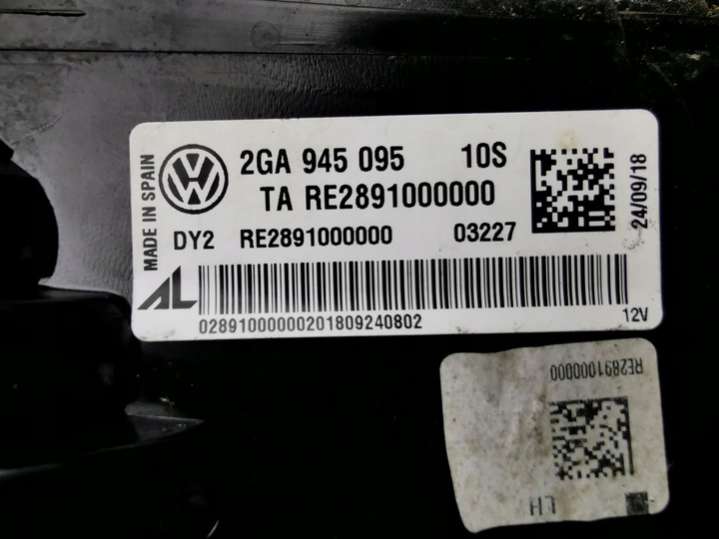 MADE IN SPAIN
2GA 945 095 10S
TA RE2891000000
DY2 RE2891000000 03227
24/09/18
AL
02891000000201809240802
12V
RE2891000000
LH